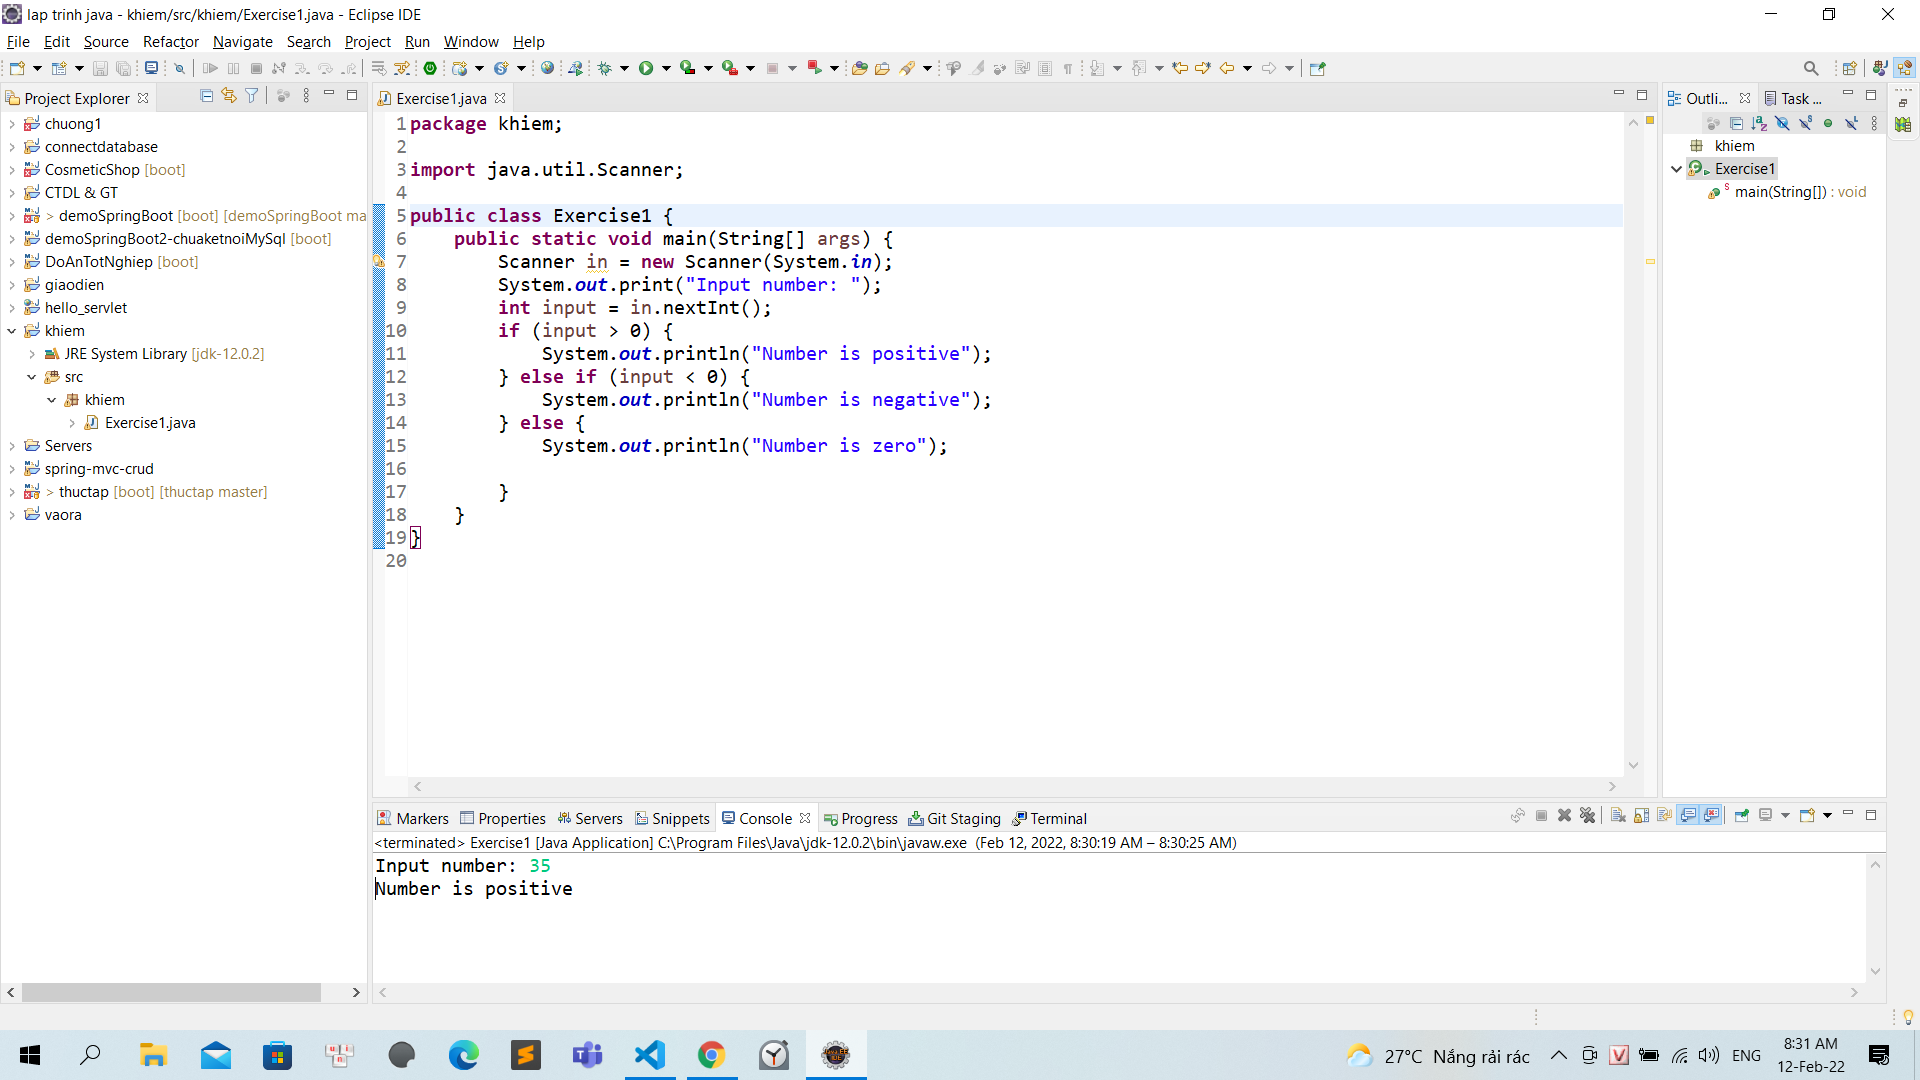 lap trinh java - khiem/src/khiem/Exercise1.java - Eclipse IDE
File Edit Source Refactor Navigate Search Project Run Window Help
Project Explorer
chuong1
connectdatabase
CosmeticShop [boot]
CTDL & GT
> demoSpringBoot [boot] [demoSpringBoot ma
demoSpringBoot2-chuaketnoiMySql [boot]
DoAnTotNghiep [boot]
giaodien
hello_servlet
khiem
JRE System Library [jdk-12.0.2]
src
khiem
Exercise1.java
Servers
spring-mvc-crud
> thuctap [boot] [thuctap master]
vaora
Exercise1.java
1 package khiem;
2
3 import java.util.Scanner;
4
5 public class Exercise1 {
6     public static void main(String[] args) {
7         Scanner in = new Scanner(System.in);
8         System.out.print("Input number: ");
9         int input = in.nextInt();
10         if (input > 0) {
11             System.out.println("Number is positive");
12         } else if (input < 0) {
13             System.out.println("Number is negative");
14         } else {
15             System.out.println("Number is zero");
16
17         }
18     }
19 }
20
Outli... Task ...
khiem
Exercise1
main(String[]) : void
Markers Properties Servers Snippets Console Progress Git Staging Terminal
<terminated> Exercise1 [Java Application] C:\Program Files\Java\jdk-12.0.2\bin\javaw.exe (Feb 12, 2022, 8:30:19 AM – 8:30:25 AM)
Input number: 35
Number is positive
27°C Nắng rải rác
ENG
8:31 AM
12-Feb-22